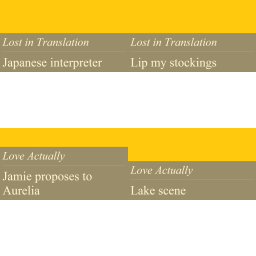 Lost in Translation
Japanese interpreter
Lost in Translation
Lip my stockings
Love Actually
Jamie proposes to
Aurelia
Love Actually
Lake scene